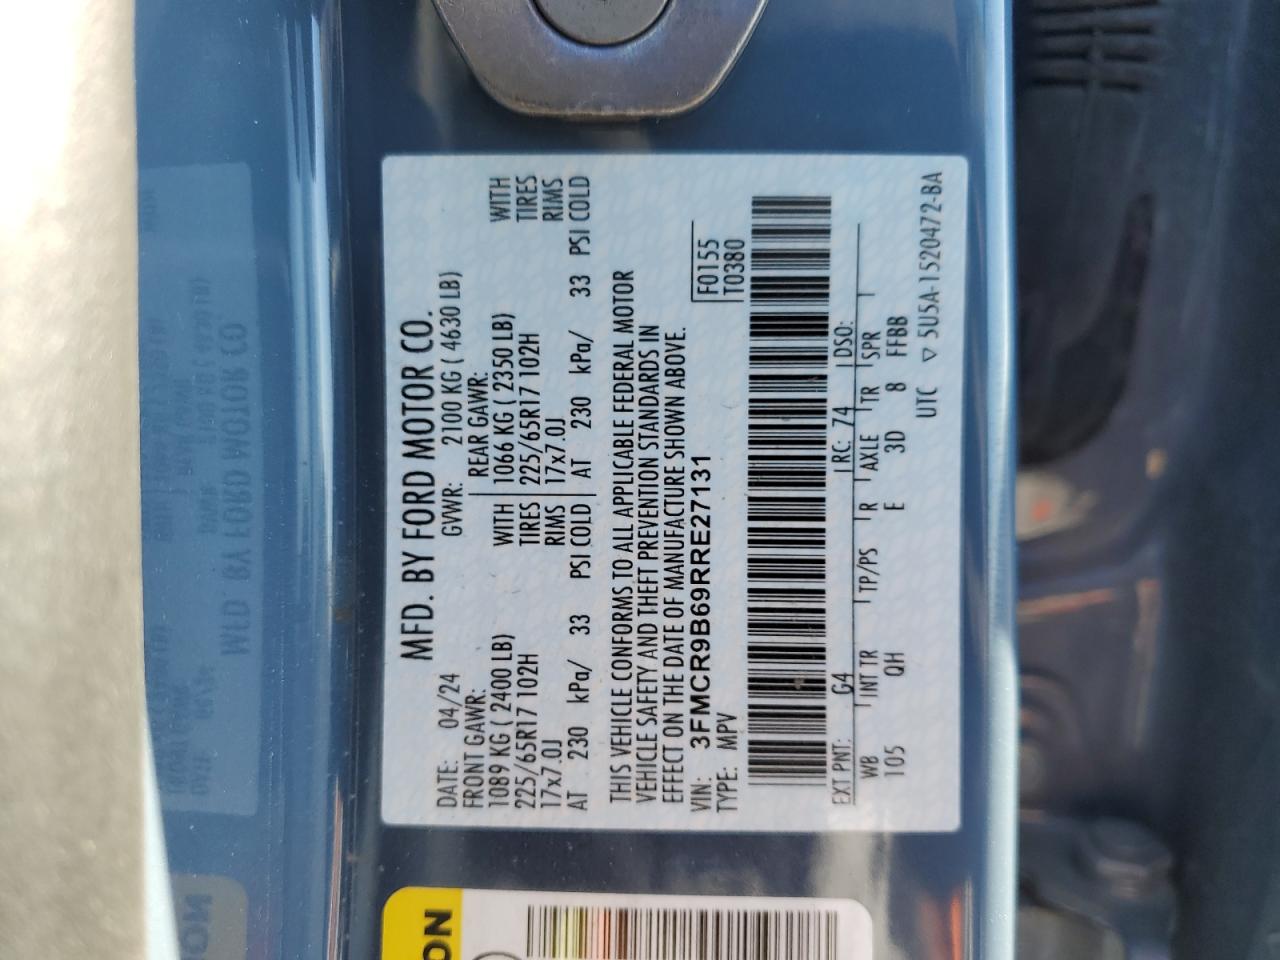 MFD. BY FORD MOTOR CO.
DATE: 04/24 GVWR: 2100 KG ( 4630 LB)
FRONT GAWR: REAR GAWR:
1089 KG ( 2400 LB) WITH 1066 KG ( 2350 LB) WITH
225/65R17 102H TIRES 225/65R17 102H TIRES
17x7.0J RIMS 17x7.0J RIMS
AT 230 kPa/ 33 PSI COLD AT 230 kPa/ 33 PSI COLD
THIS VEHICLE CONFORMS TO ALL APPLICABLE FEDERAL MOTOR
VEHICLE SAFETY AND THEFT PREVENTION STANDARDS IN
EFFECT ON THE DATE OF MANUFACTURE SHOWN ABOVE.
VIN: 3FMCR9B69RRE27131 F0155
TYPE: MPV T0380
EXT PNT: G4 RC: 74 DSO:
WB INT TR TP/PS R AXLE TR SPR
105 QH E 3D 8 FFBB
UTC ▽ 5U5A-1520472-BA